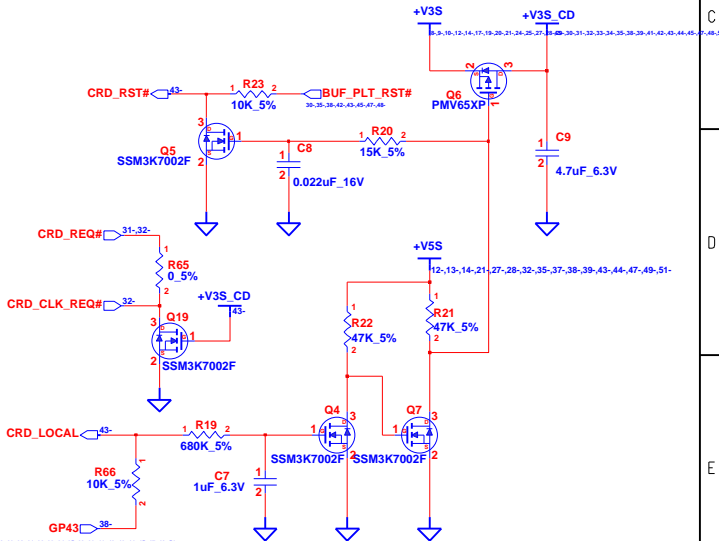 +V3S
+V3S_CD
C
2
3
Q6
PMV65XP
1
CRD_RST#
43-
1
R23
2
10K_5%
BUF_PLT_RST#
30-,35-,38-,42-,43-,45-,47-,48-
3
D
S
1
Q5
2
SSM3K7002F
1
C8
2
0.022uF_16V
1
R20
2
15K_5%
C9
1
2
4.7uF_6.3V
D
CRD_REQ#
31-,32-
1
R65
0_5%
2
CRD_CLK_REQ#
32-
Q19
3
D
S
1
2
SSM3K7002F
+V3S_CD
43-
+V5S
12-,13-,14-,21-,27-,28-,32-,35-,37-,38-,39-,43-,44-,47-,49-,51-
1
R22
47K_5%
2
1
R21
47K_5%
2
E
CRD_LOCAL
43-
1
R19
2
680K_5%
Q4
1
3
D
S
2
SSM3K7002F
Q7
1
3
D
S
2
SSM3K7002F
1
R66
10K_5%
2
C7
1
2
1uF_6.3V
GP43
38-